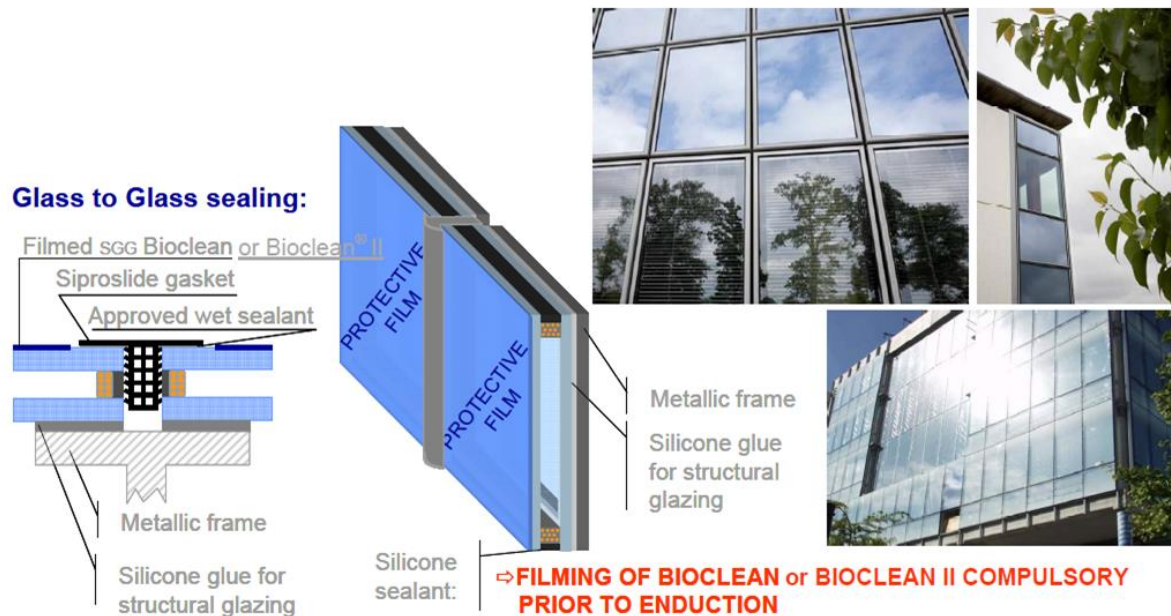 Glass to Glass sealing:
Filmed SGG Bioclean or Bioclean® II
Siproslide gasket
Approved wet sealant
Metallic frame
Silicone glue for
structural glazing
PROTECTIVE
FILM
PROTECTIVE
FILM
Metallic frame
Silicone glue
for structural
glazing
Silicone
sealant:
⇨FILMING OF BIOCLEAN or BIOCLEAN II COMPULSORY
PRIOR TO ENDUCTION